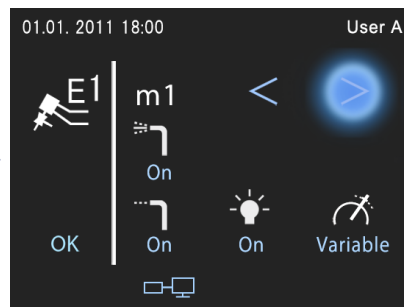 01.01. 2011 18:00 User A
E1 m1 < >
On
OK On On Variable